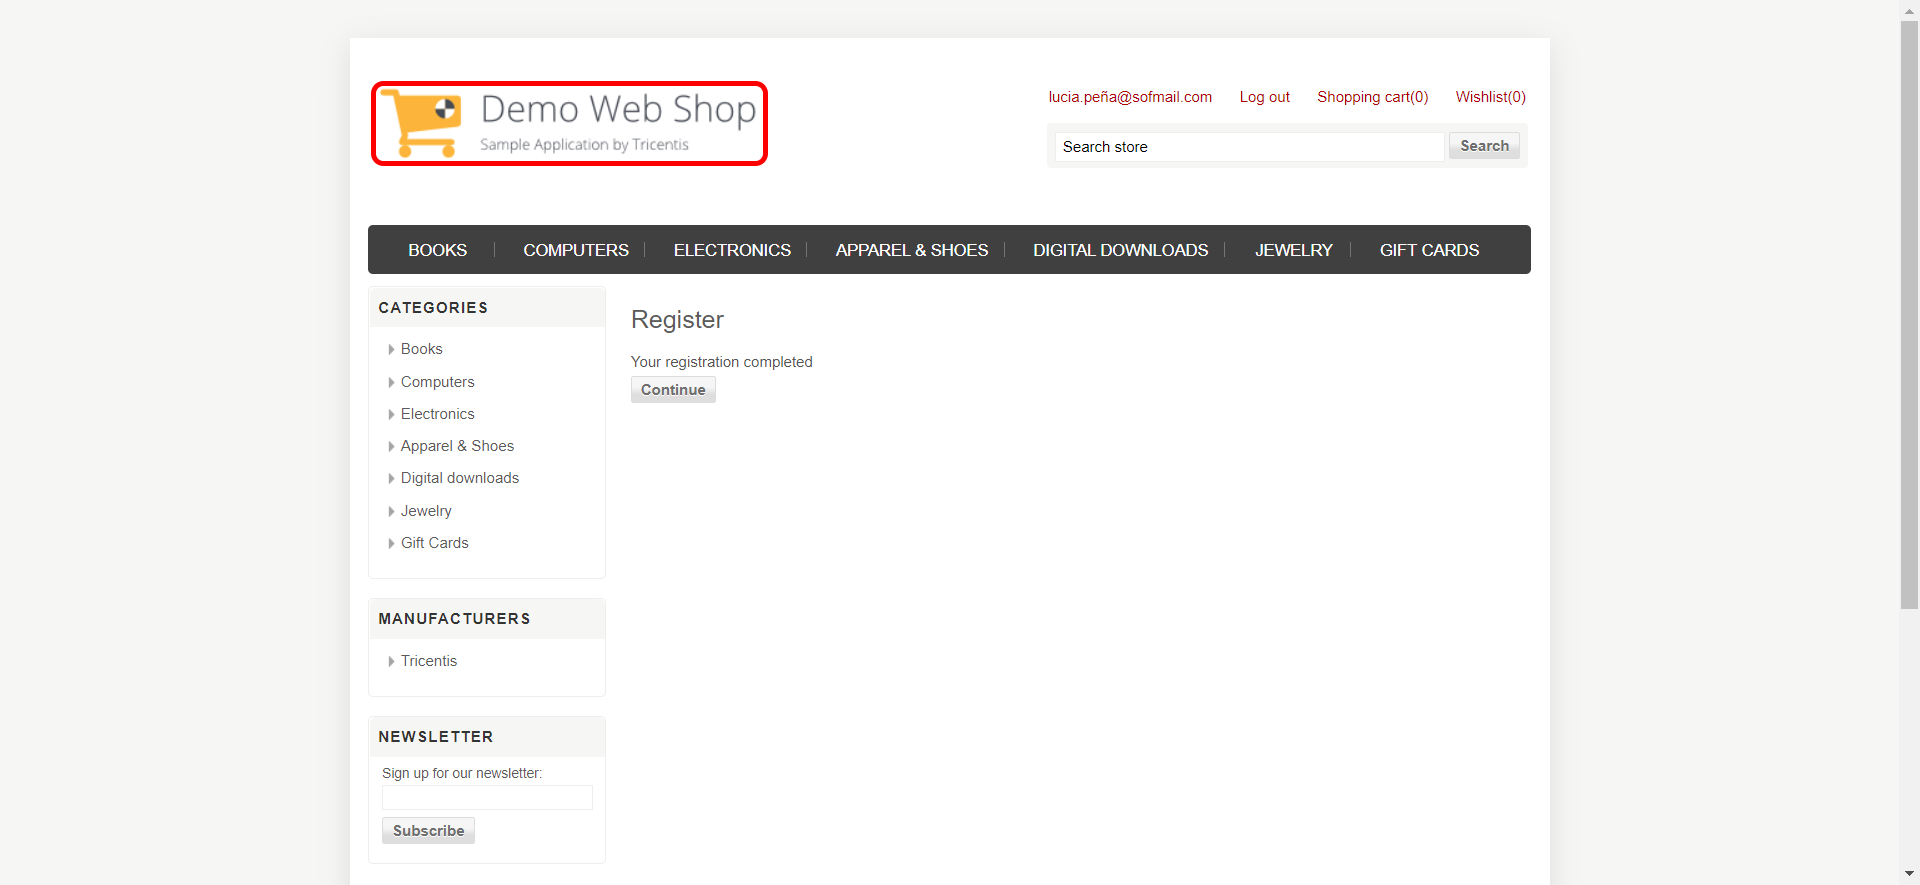 Demo Web Shop
Sample Application by Tricentis
lucia.peña@sofmail.com Log out Shopping cart(0) Wishlist(0)
Search store Search
BOOKS COMPUTERS ELECTRONICS APPAREL & SHOES DIGITAL DOWNLOADS JEWELRY GIFT CARDS
CATEGORIES
Books
Computers
Electronics
Apparel & Shoes
Digital downloads
Jewelry
Gift Cards
MANUFACTURERS
Tricentis
NEWSLETTER
Sign up for our newsletter:
Subscribe
Register
Your registration completed
Continue